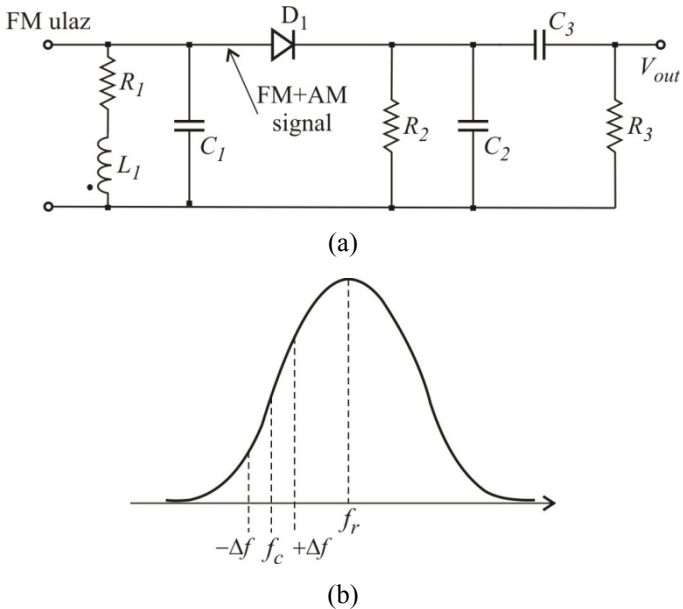 FM ulaz
D1
C3
Vout
R1
FM+AM
signal
C1
R2
C2
R3
L1
(a)
−Δf
fc
+Δf
fr
(b)